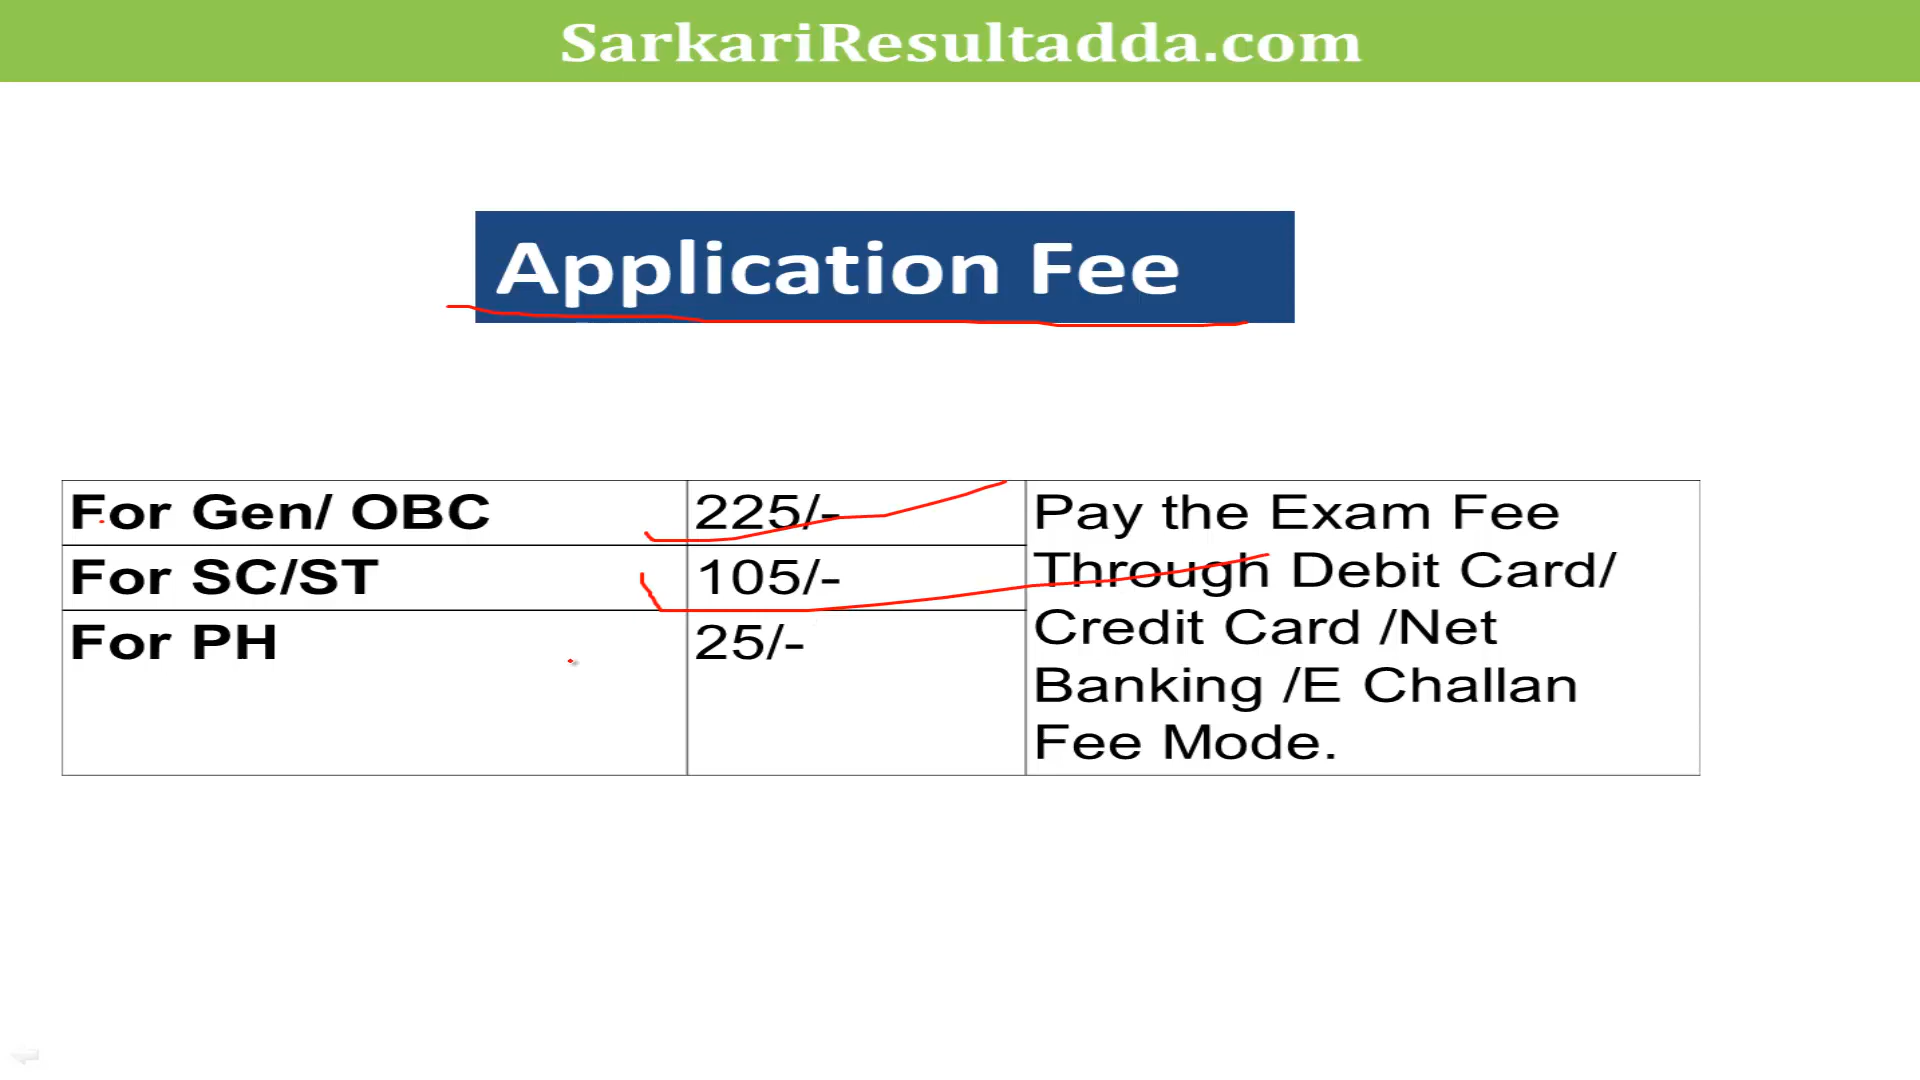 SarkariResultadda.com
Application Fee
For Gen/ OBC 225/-
For SC/ST 105/-
For PH 25/-
Pay the Exam Fee
Through Debit Card/
Credit Card /Net
Banking /E Challan
Fee Mode.